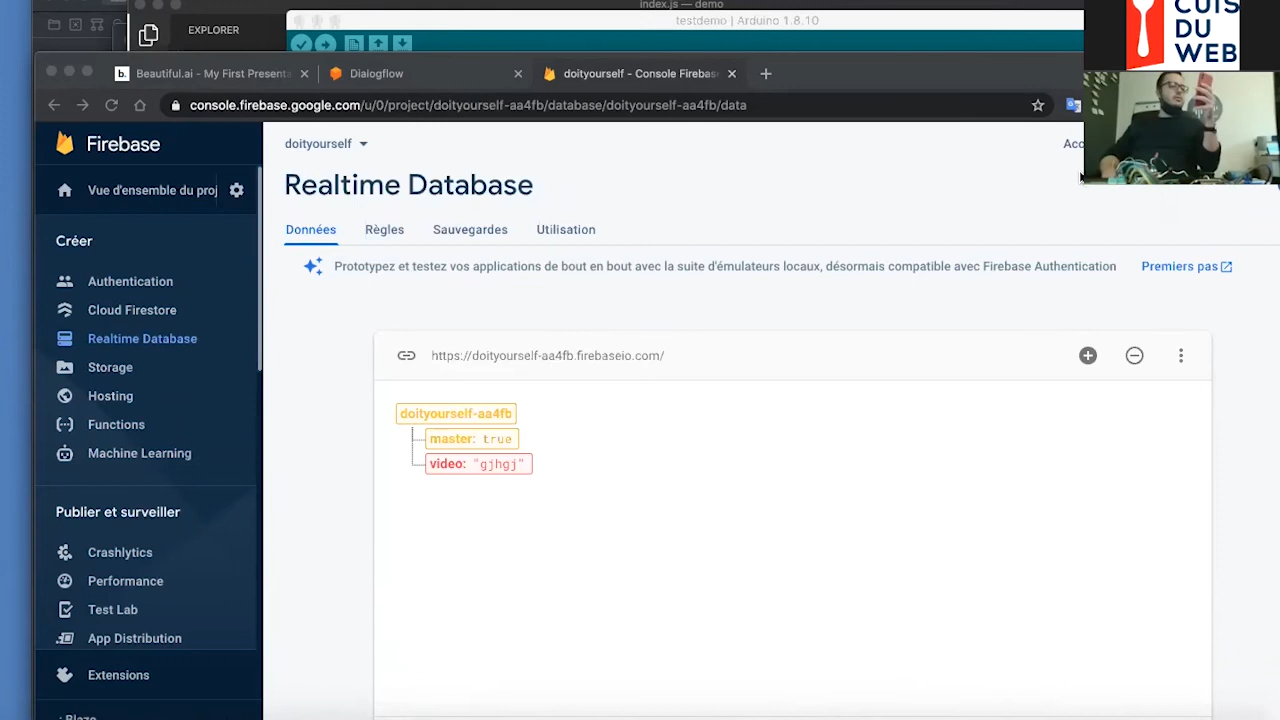 index.js — demo
EXPLORER
testdemo | Arduino 1.8.10
Beautiful.ai - My First Presenta
Dialogflow
doityourself - Console Firebas
console.firebase.google.com/u/0/project/doityourself-aa4fb/database/doityourself-aa4fb/data
CUIS
DU
WEB
Firebase
Vue d'ensemble du proj
Créer
Authentication
Cloud Firestore
Realtime Database
Storage
Hosting
Functions
Machine Learning
Publier et surveiller
Crashlytics
Performance
Test Lab
App Distribution
Extensions
Blaze
doityourself
Acc
Realtime Database
Données
Règles
Sauvegardes
Utilisation
Prototypez et testez vos applications de bout en bout avec la suite d'émulateurs locaux, désormais compatible avec Firebase Authentication
Premiers pas
https://doityourself-aa4fb.firebaseio.com/
doityourself-aa4fb
master: true
video: "gjhgj"